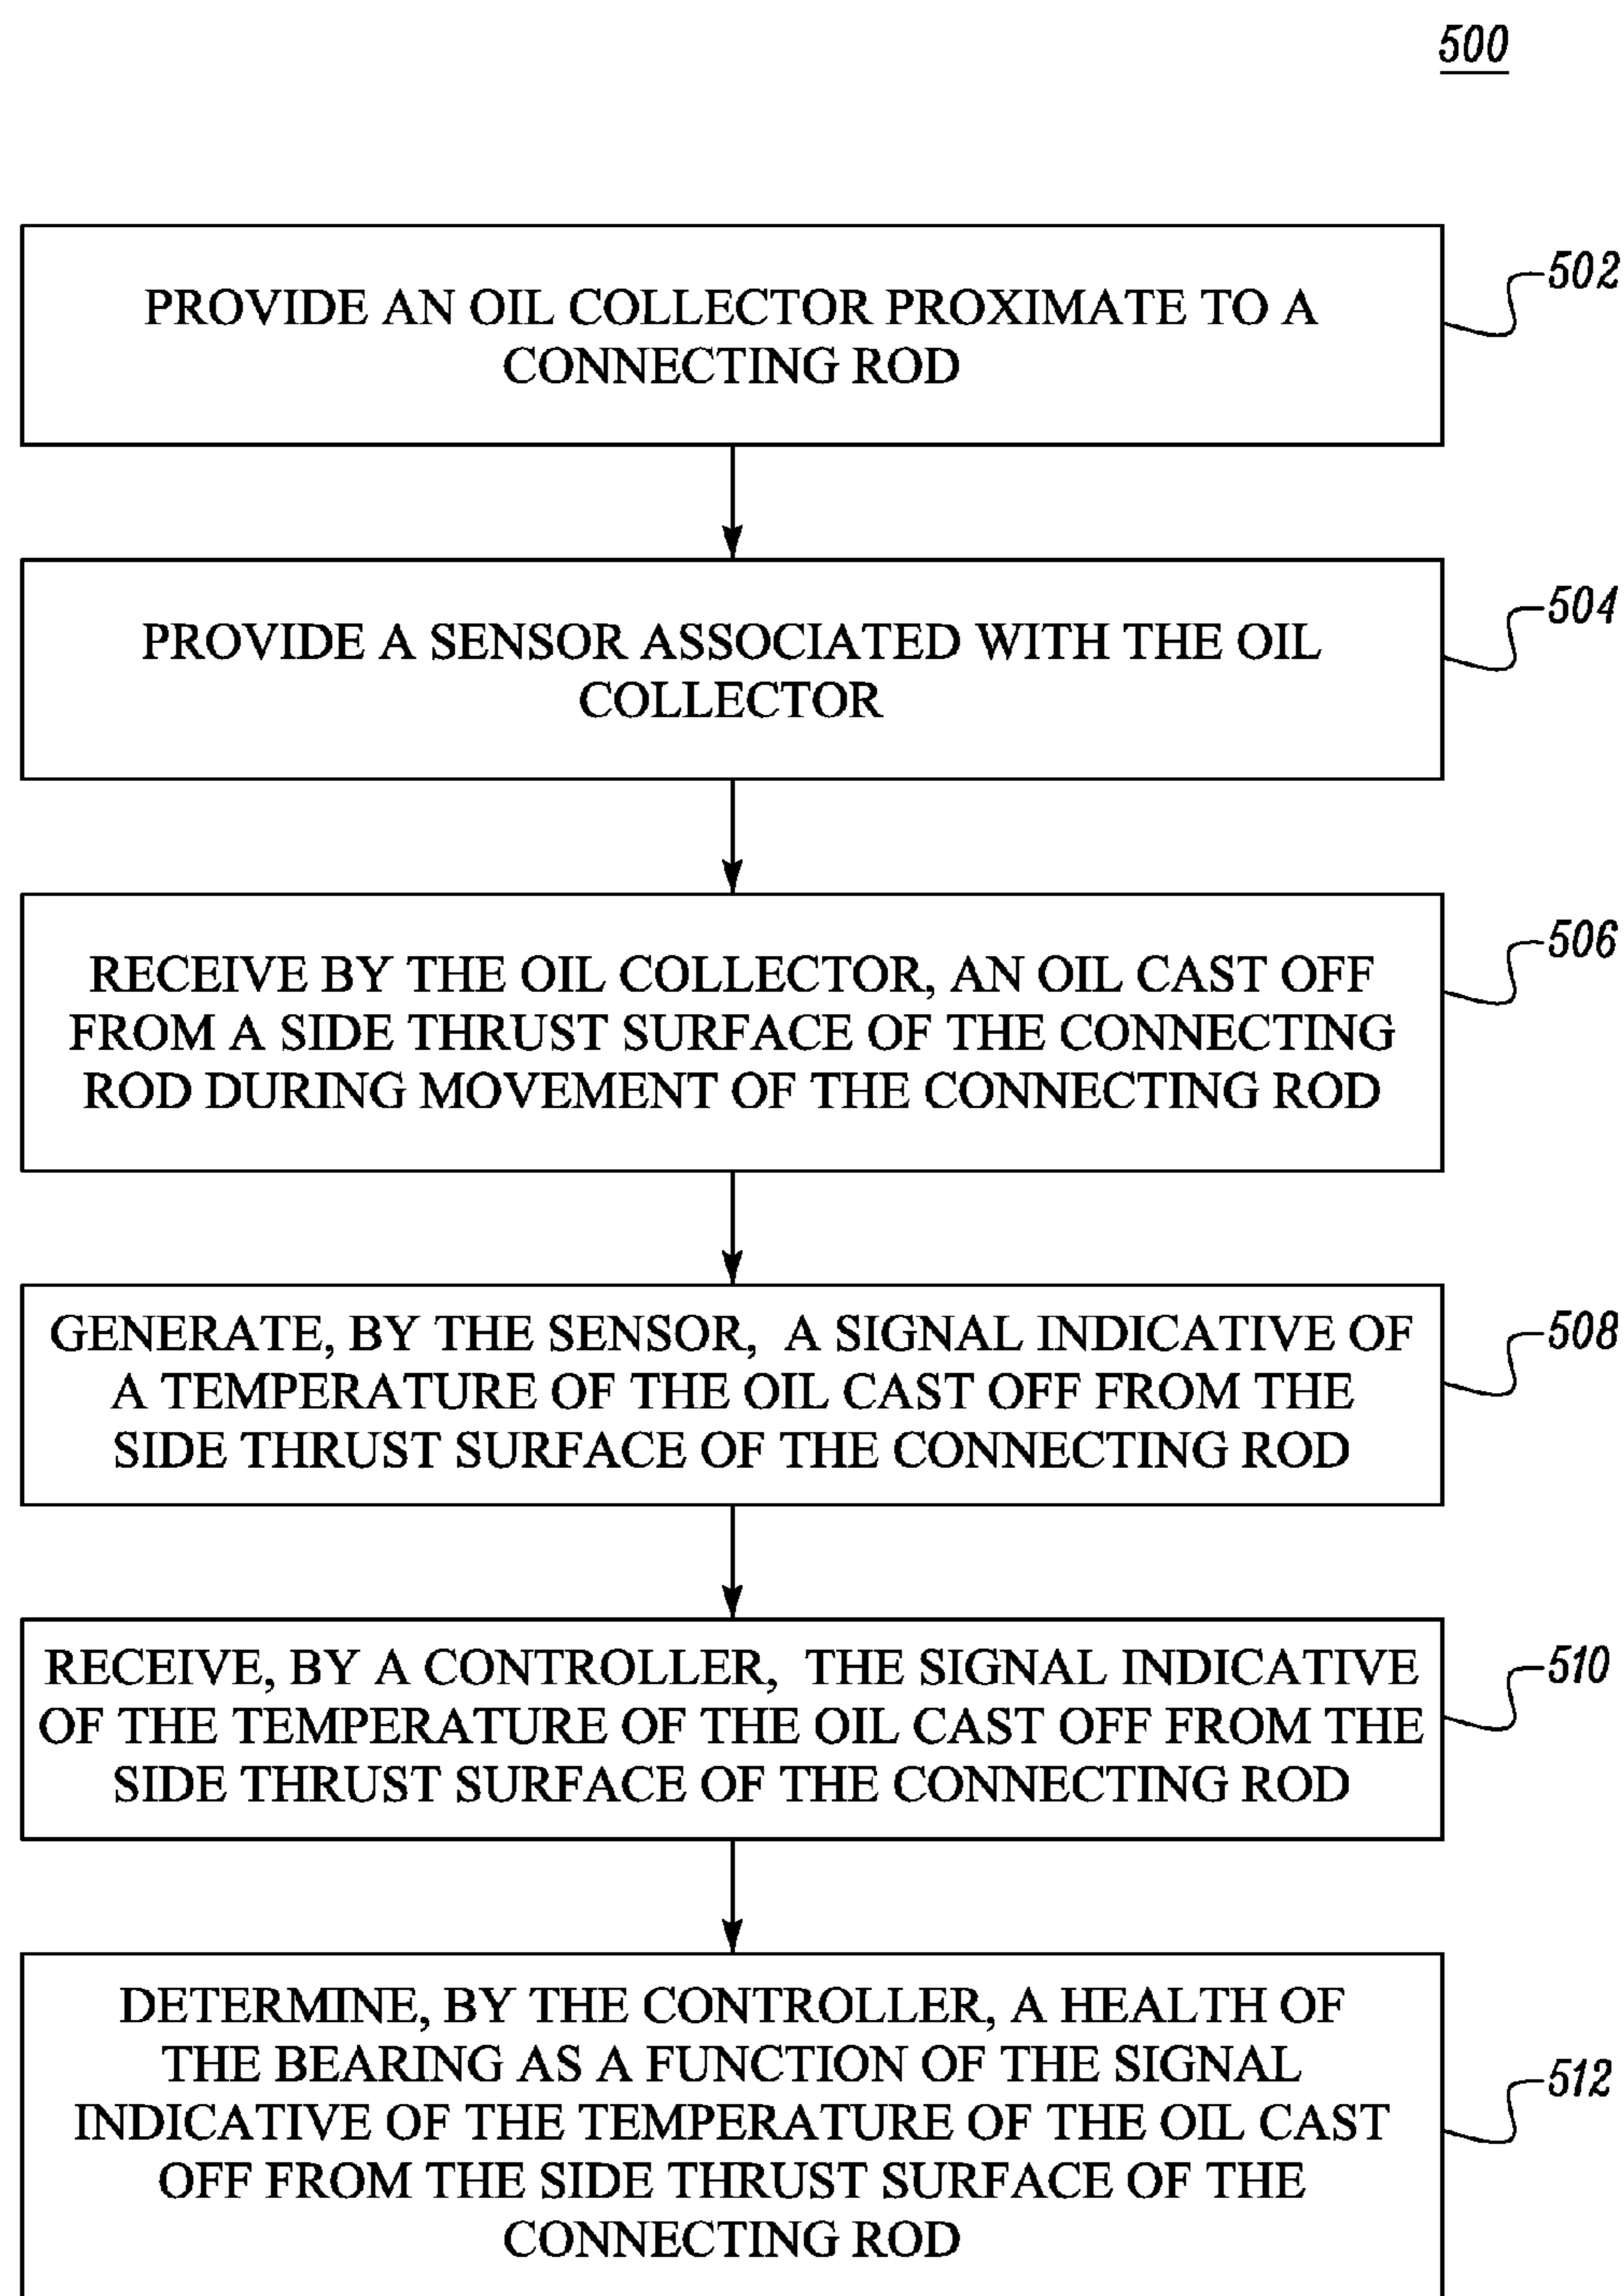 500
PROVIDE AN OIL COLLECTOR PROXIMATE TO A
CONNECTING ROD
502
PROVIDE A SENSOR ASSOCIATED WITH THE OIL
COLLECTOR
504
RECEIVE BY THE OIL COLLECTOR, AN OIL CAST OFF
FROM A SIDE THRUST SURFACE OF THE CONNECTING
ROD DURING MOVEMENT OF THE CONNECTING ROD
506
GENERATE, BY THE SENSOR, A SIGNAL INDICATIVE OF
A TEMPERATURE OF THE OIL CAST OFF FROM THE
SIDE THRUST SURFACE OF THE CONNECTING ROD
508
RECEIVE, BY A CONTROLLER, THE SIGNAL INDICATIVE
OF THE TEMPERATURE OF THE OIL CAST OFF FROM THE
SIDE THRUST SURFACE OF THE CONNECTING ROD
510
DETERMINE, BY THE CONTROLLER, A HEALTH OF
THE BEARING AS A FUNCTION OF THE SIGNAL
INDICATIVE OF THE TEMPERATURE OF THE OIL CAST
OFF FROM THE SIDE THRUST SURFACE OF THE
CONNECTING ROD
512